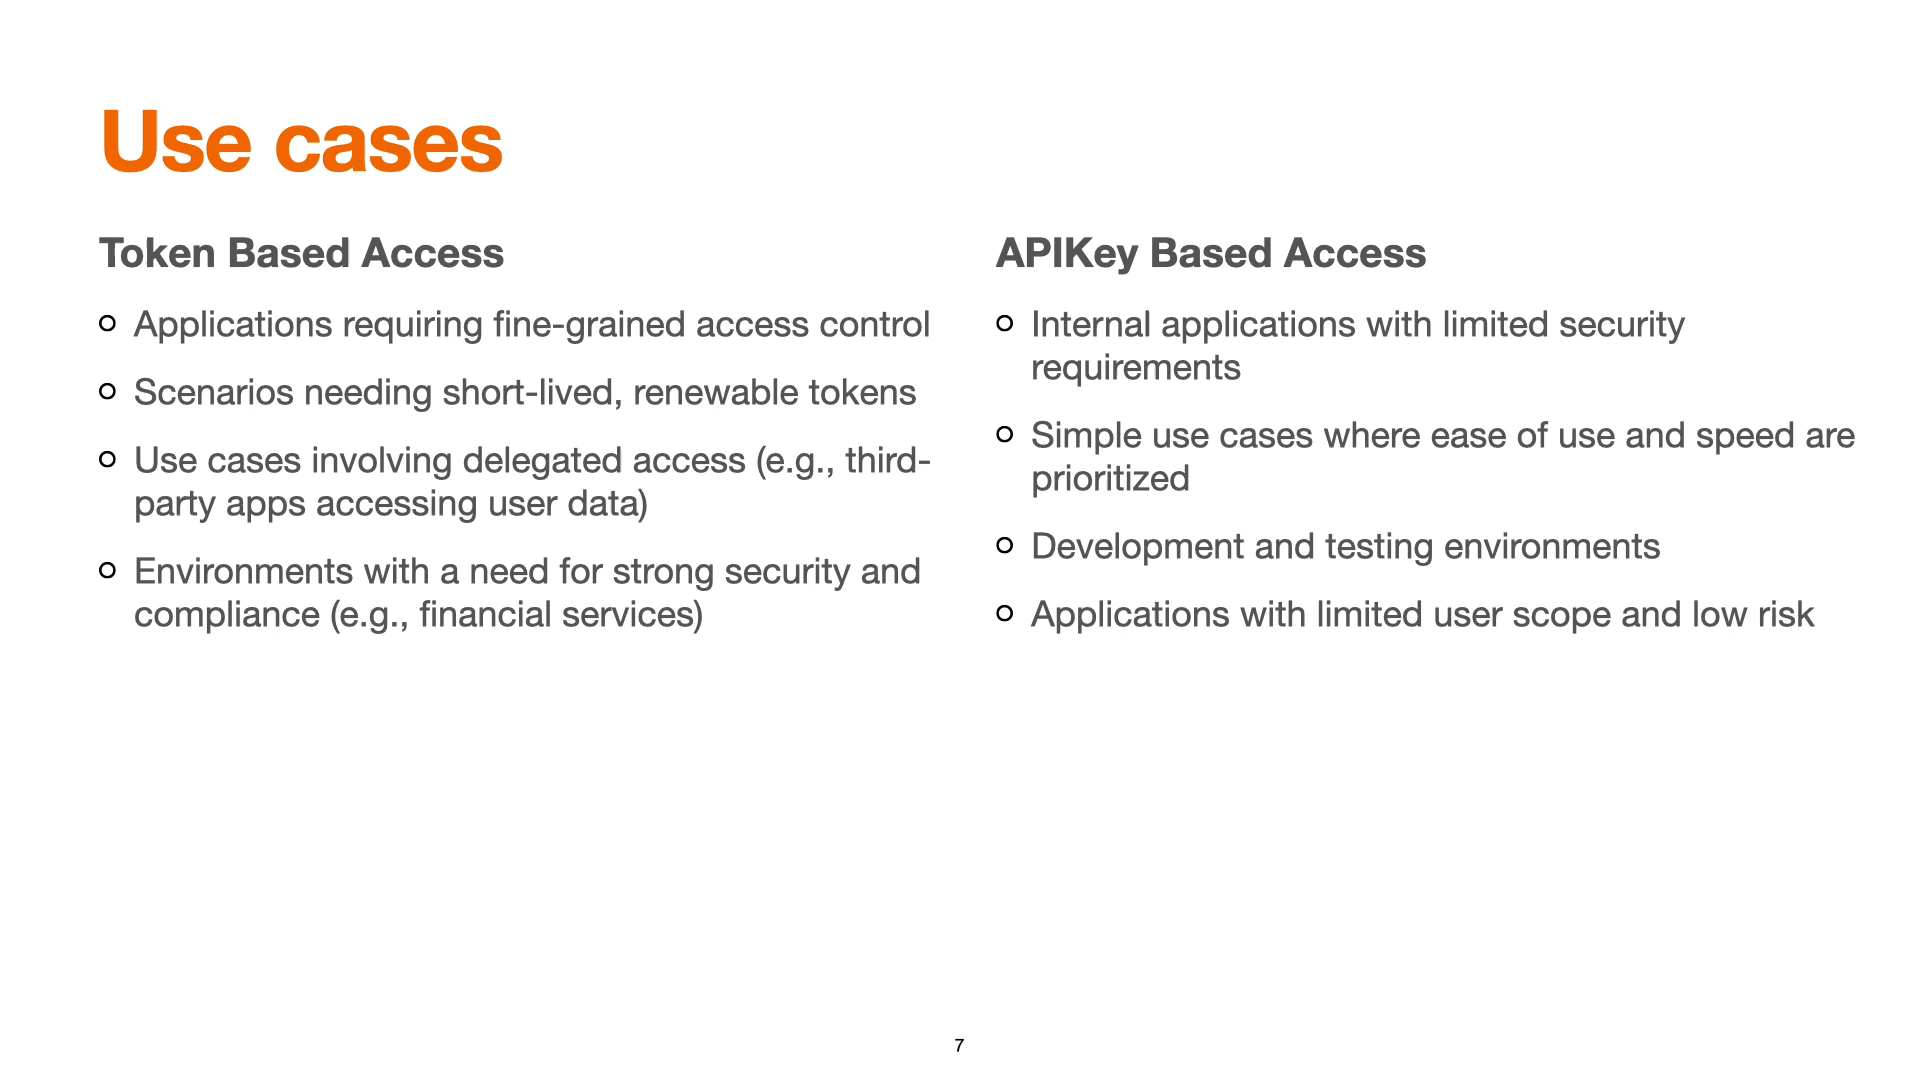 Use cases
Token Based Access
Applications requiring fine-grained access control
Scenarios needing short-lived, renewable tokens
Use cases involving delegated access (e.g., third-
party apps accessing user data)
Environments with a need for strong security and
compliance (e.g., financial services)
APIKey Based Access
Internal applications with limited security
requirements
Simple use cases where ease of use and speed are
prioritized
Development and testing environments
Applications with limited user scope and low risk
7